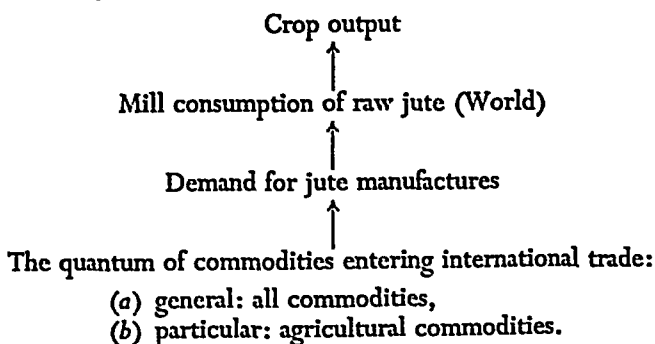 Crop output
Mill consumption of raw jute (World)
Demand for jute manufactures
The quantum of commodities entering international trade:
(a) general: all commodities,
(b) particular: agricultural commodities.